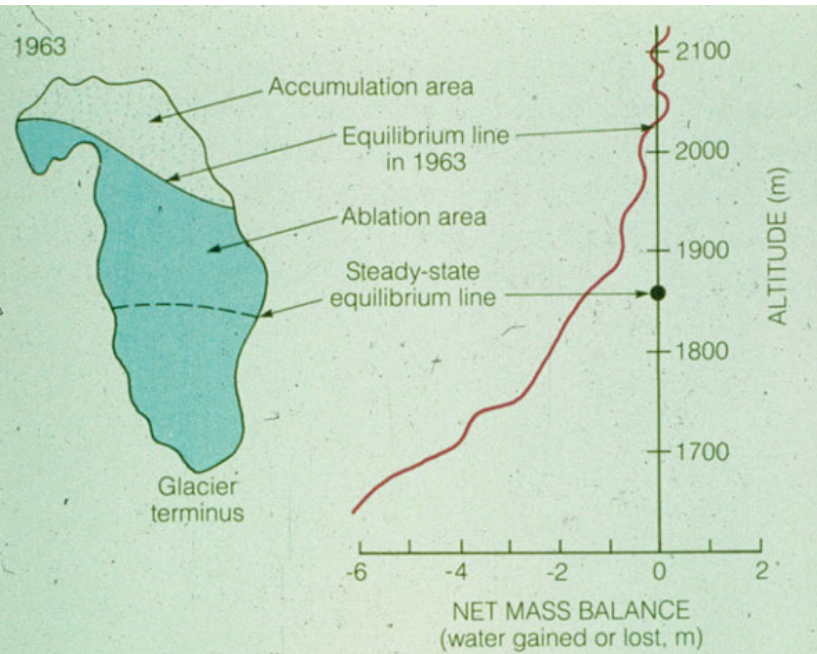 1963
Accumulation area
Equilibrium line
in 1963
Ablation area
Steady-state
equilibrium line
Glacier
terminus
2100
2000
1900
1800
1700
ALTITUDE (m)
-6 -4 -2 0 2
NET MASS BALANCE
(water gained or lost, m)